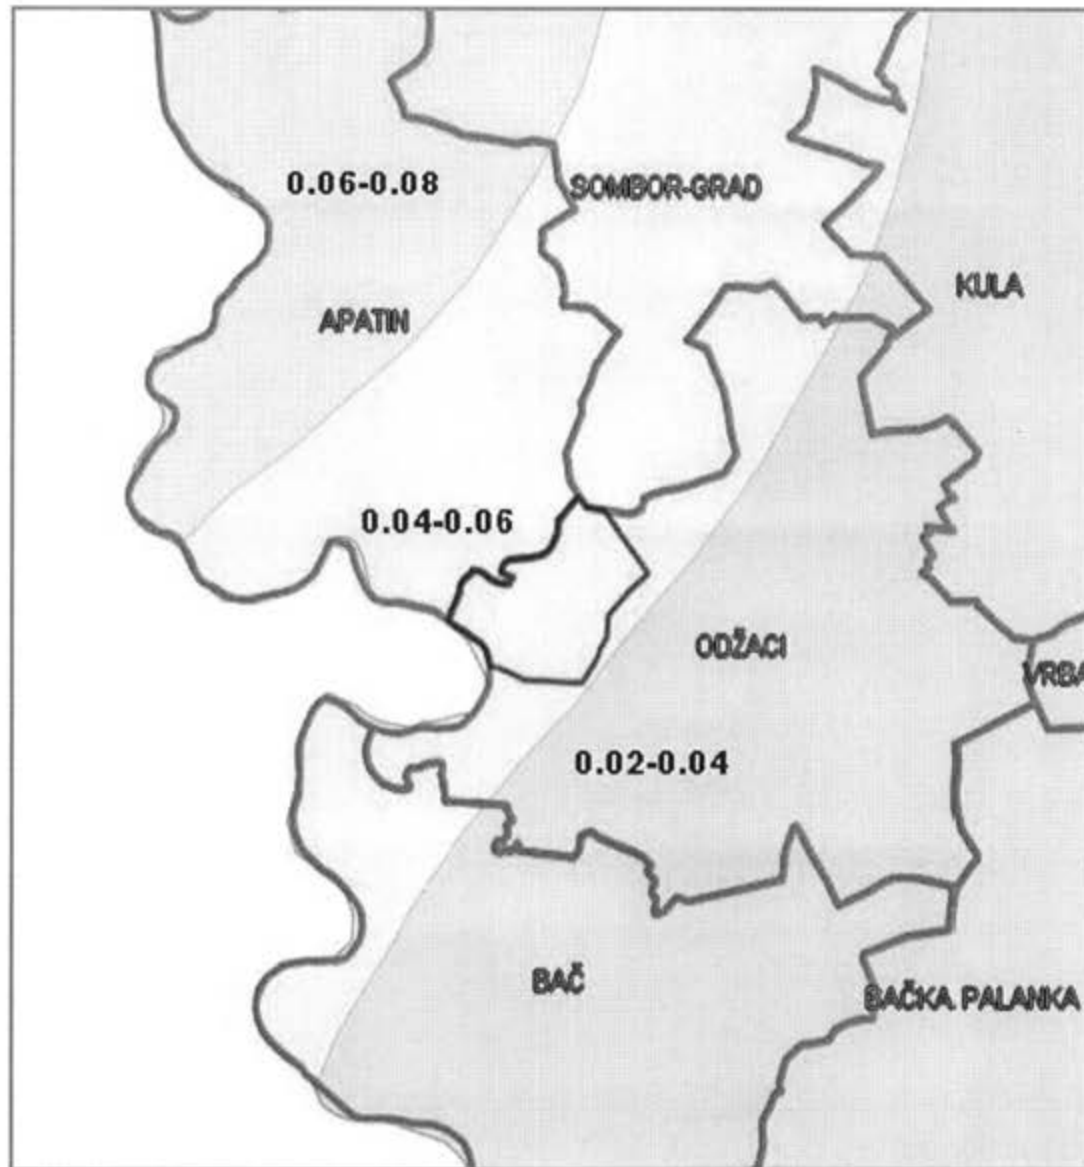 0.06-0.08
SOMBOR-GRAD
KULA
APATIN
0.04-0.06
ODŽACI
VRBA
0.02-0.04
BAČ
BAČKA PALANKA